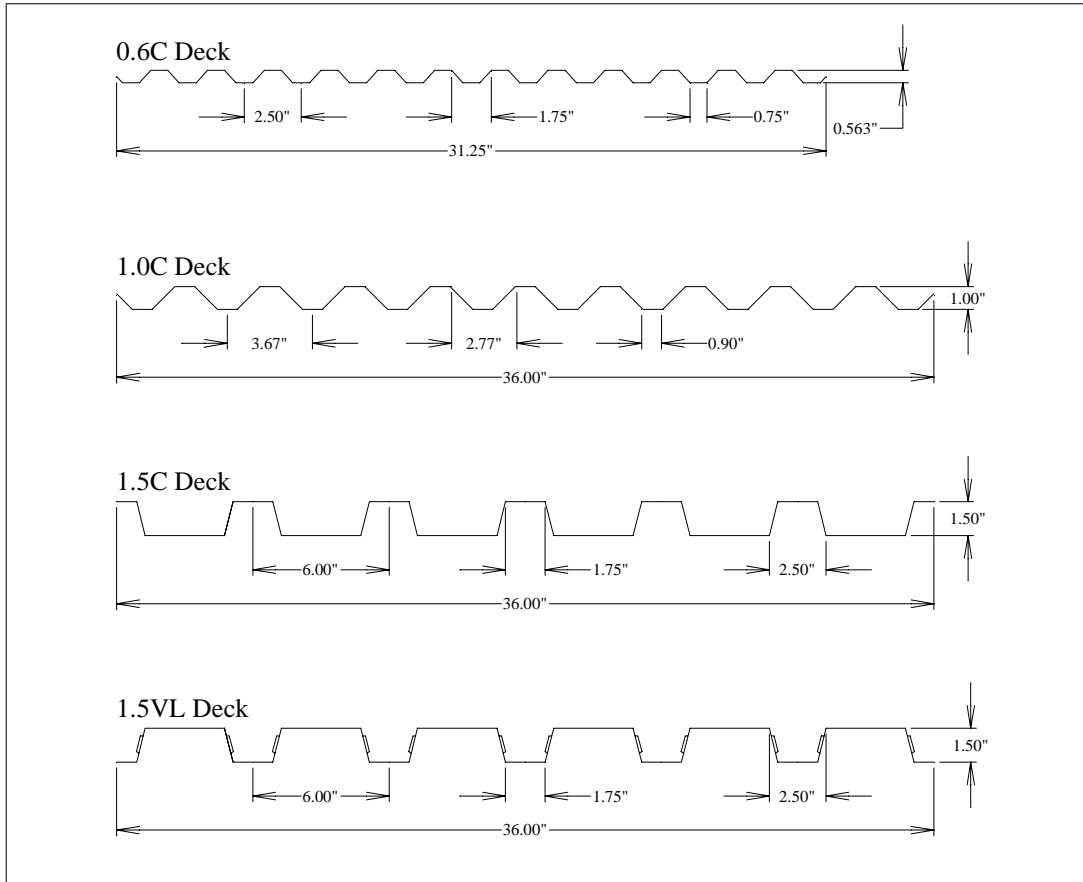 0.6C Deck
2.50" 1.75" 0.75" 0.563"
31.25"
1.0C Deck
1.00"
3.67" 2.77" 0.90"
36.00"
1.5C Deck
1.50"
6.00" 1.75" 2.50"
36.00"
1.5VL Deck
1.50"
6.00" 1.75" 2.50"
36.00"